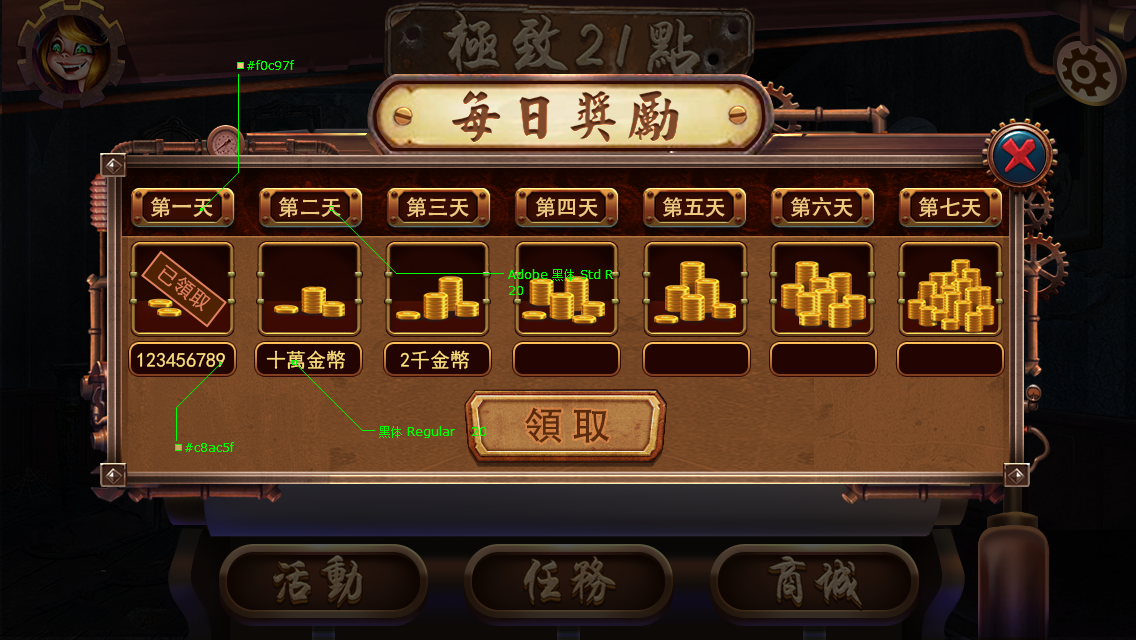 極致21點
每日獎勵
#f0c97f
第一天
第二天
第三天
第四天
第五天
第六天
第七天
已領取
Adobe 黑体 Std R
20
123456789
十萬金幣
2千金幣
領取
黑体 Regular 20
#c8ac5f
活動
任務
商城